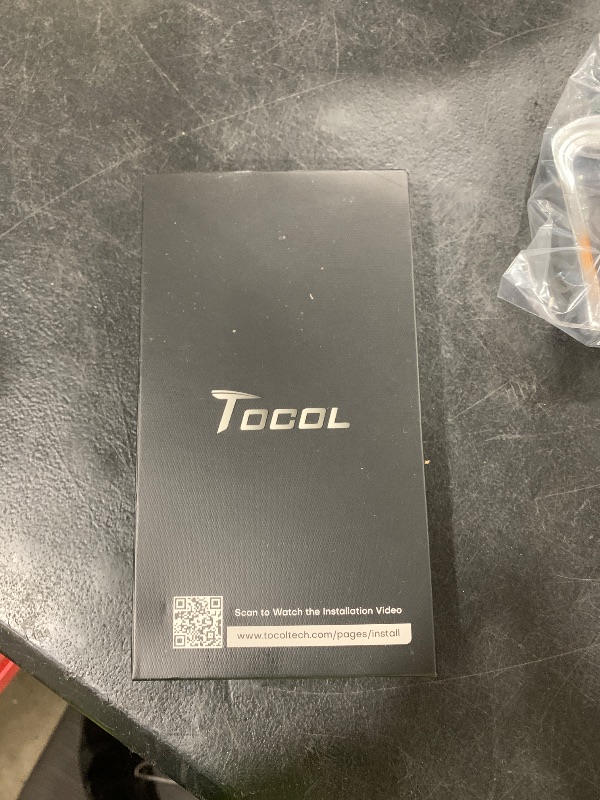 TOCOL
Scan to Watch the Installation Video
www.tocoltech.com/pages/install